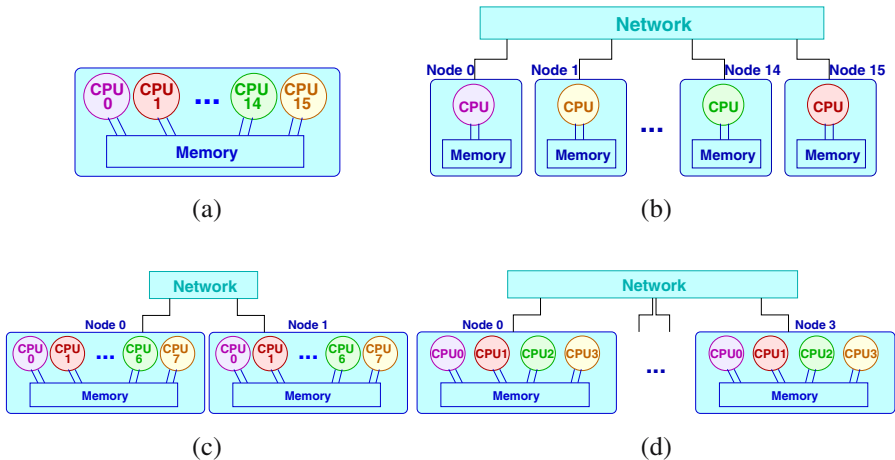 CPU 0 CPU 1 ... CPU 14 CPU 15
Memory
(a)
Network
Node 0 Node 1 Node 14 Node 15
CPU CPU ... CPU CPU
Memory Memory Memory Memory
(b)
Network
Node 0 Node 1
CPU 0 CPU 1 ... CPU 6 CPU 7 CPU 0 CPU 1 ... CPU 6 CPU 7
Memory Memory
(c)
Network
Node 0 Node 3
CPU0 CPU1 CPU2 CPU3 ... CPU0 CPU1 CPU2 CPU3
Memory Memory
(d)